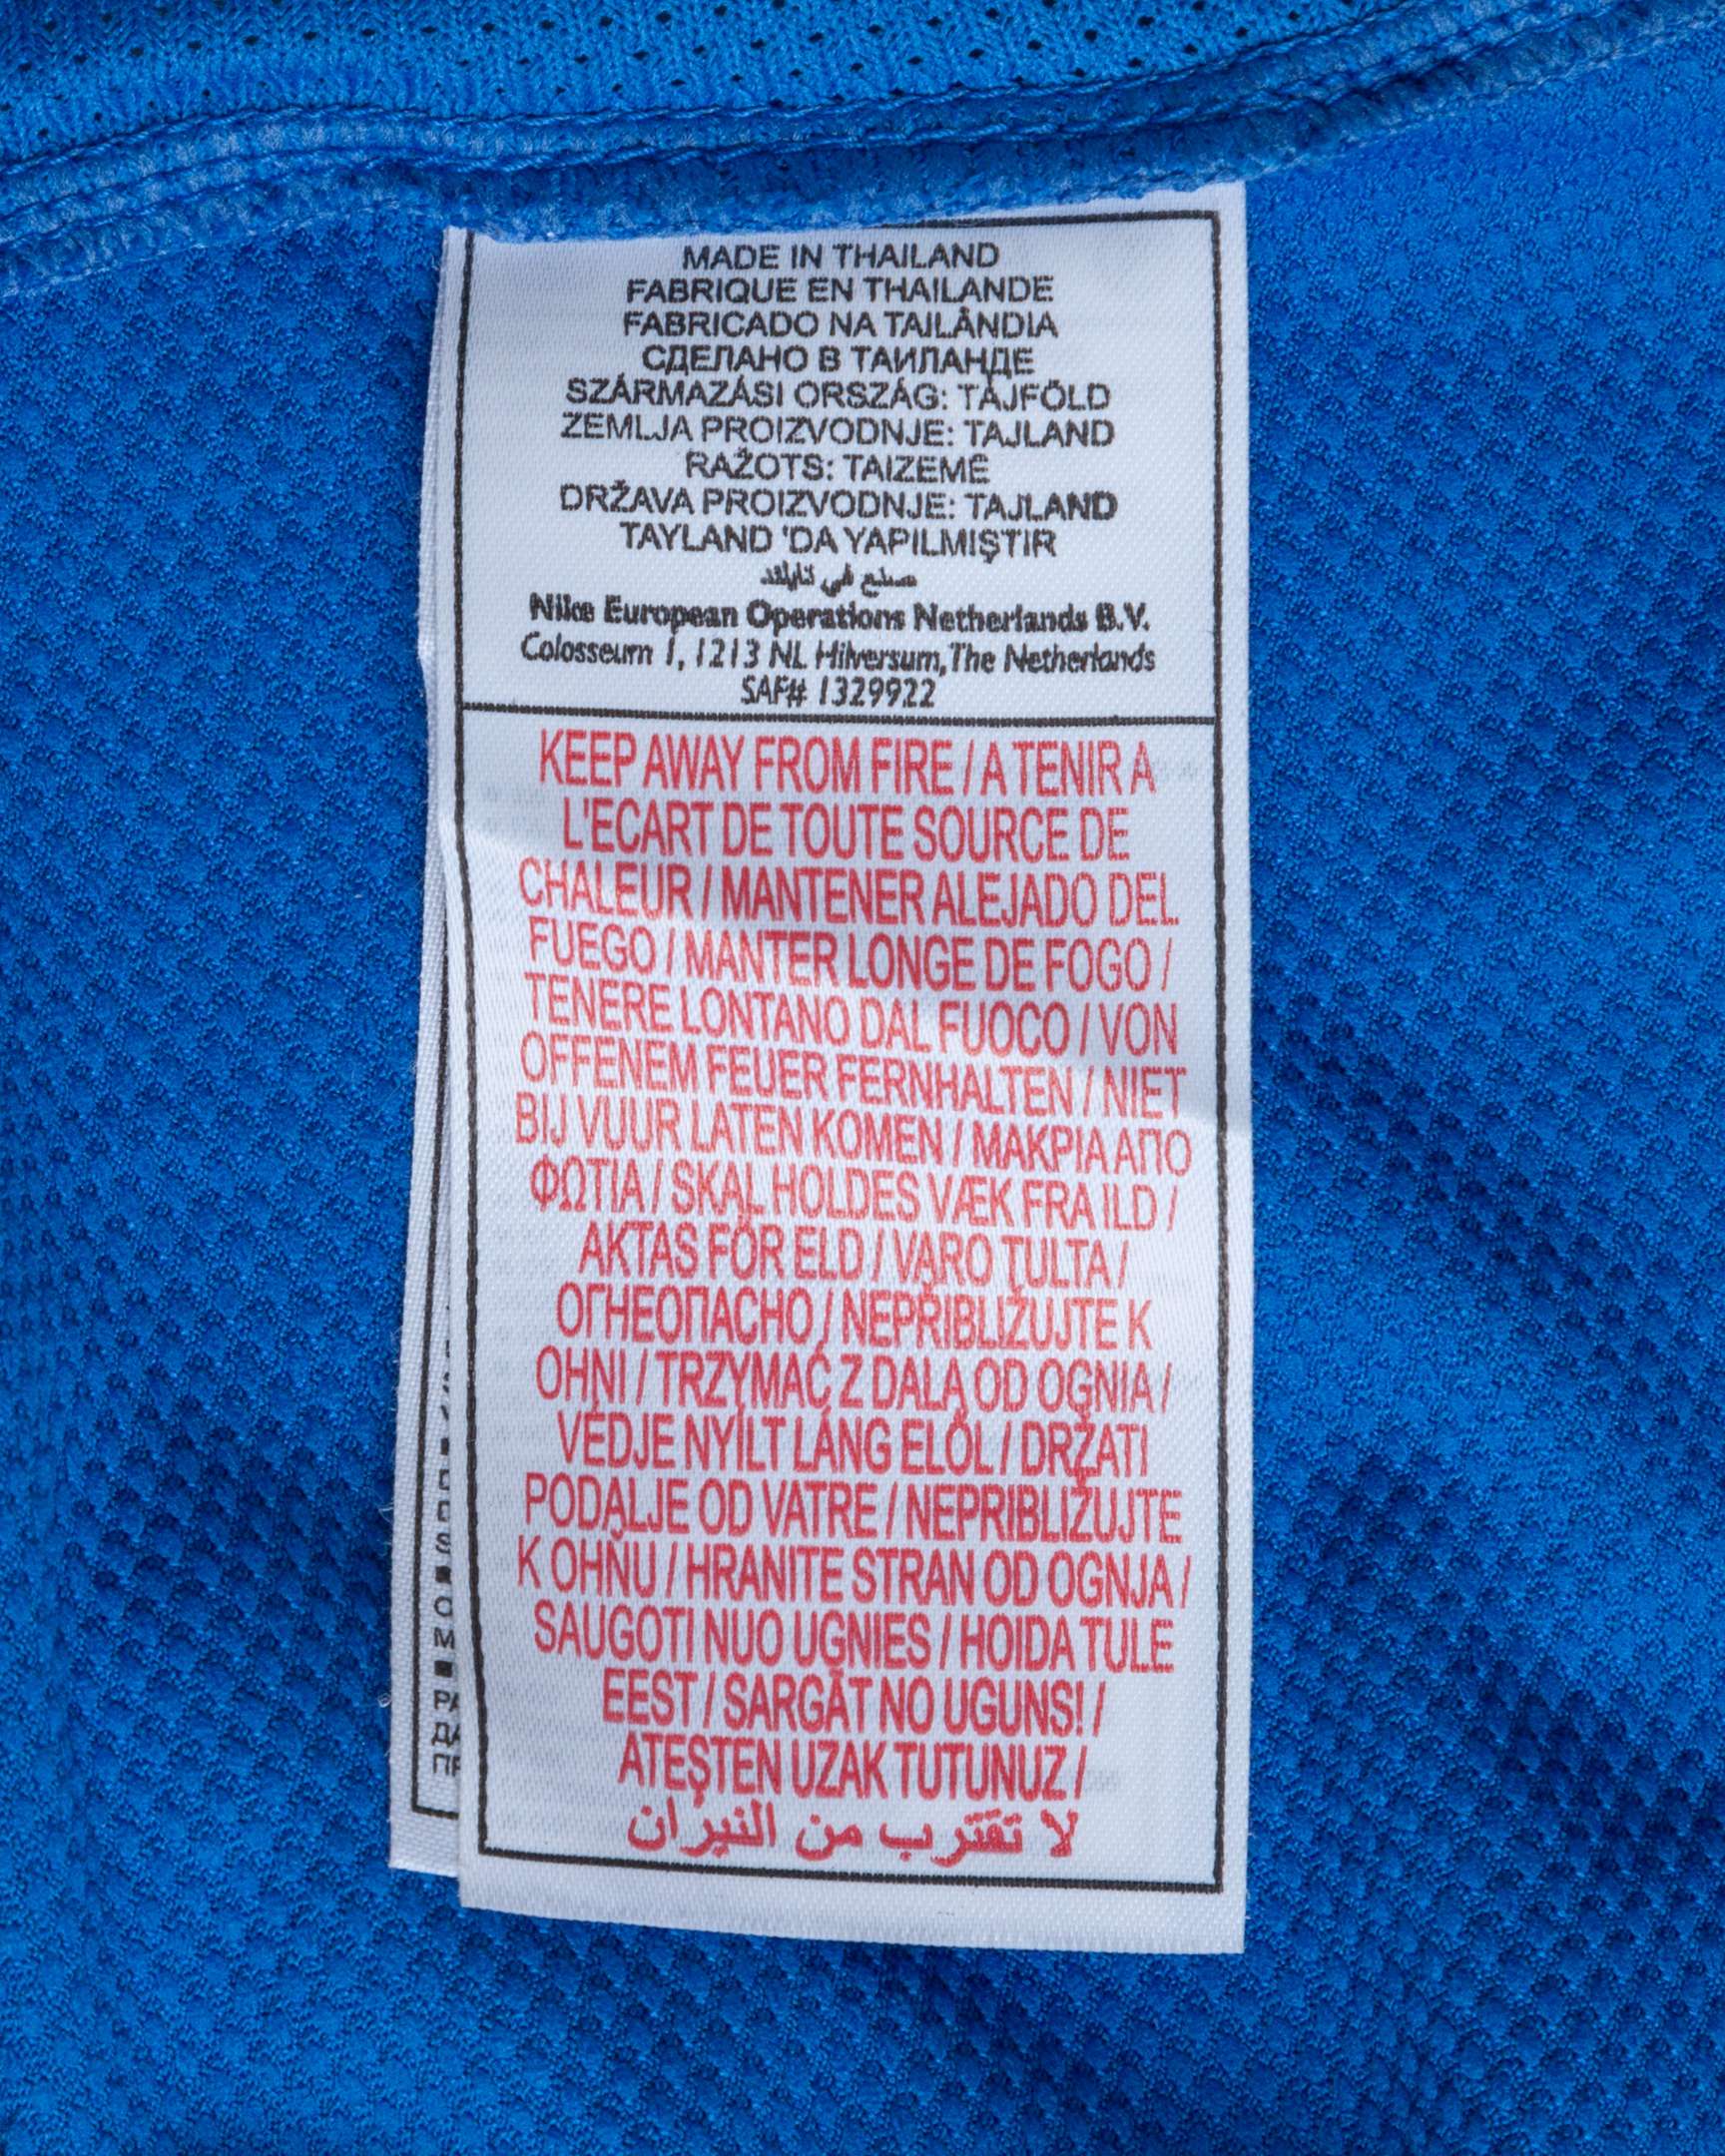 MADE IN THAILAND
FABRIQUE EN THAILANDE
FABRICADO NA TAILÂNDIA
СДЕЛАНО В ТАИЛАНДЕ
SZÁRMAZÁSI ORSZÁG: TÁJFÖLD
ZEMLJA PROIZVODNJE: TAJLAND
RAŽOTS: TAIZEMĒ
DRŽAVA PROIZVODNJE: TAJLAND
TAYLAND 'DA YAPILMIŞTIR
صنع في تايلاند
Nike European Operations Netherlands B.V.
Colosseum 1, 1213 NL Hilversum, The Netherlands
SAF# 1329922
KEEP AWAY FROM FIRE / A TENIR A
L'ECART DE TOUTE SOURCE DE
CHALEUR / MANTENER ALEJADO DEL
FUEGO / MANTER LONGE DE FOGO /
TENERE LONTANO DAL FUOCO / VON
OFFENEM FEUER FERNHALTEN / NIET
BIJ VUUR LATEN KOMEN / ΜΑΚΡΙΑ ΑΠΟ
ΦΩΤΙΑ / SKAL HOLDES VÆK FRA ILD /
AKTAS FÖR ELD / VARO TULTA /
ОГНЕОПАСНО / NEPŘIBLIŽUJTE K
OHNI / TRZYMAĆ Z DALA OD OGNIA /
VÉDJE NYÍLT LÁNG ELŐL / DRŽATI
PODALJE OD VATRE / NEPRIBLIŽUJTE
K OHŇU / HRANITE STRAN OD OGNJA /
SAUGOTI NUO UGNIES / HOIDA TULE
EEST / SARGĀT NO UGUNS! /
ATEŞTEN UZAK TUTUNUZ /
لا تقترب من النيران